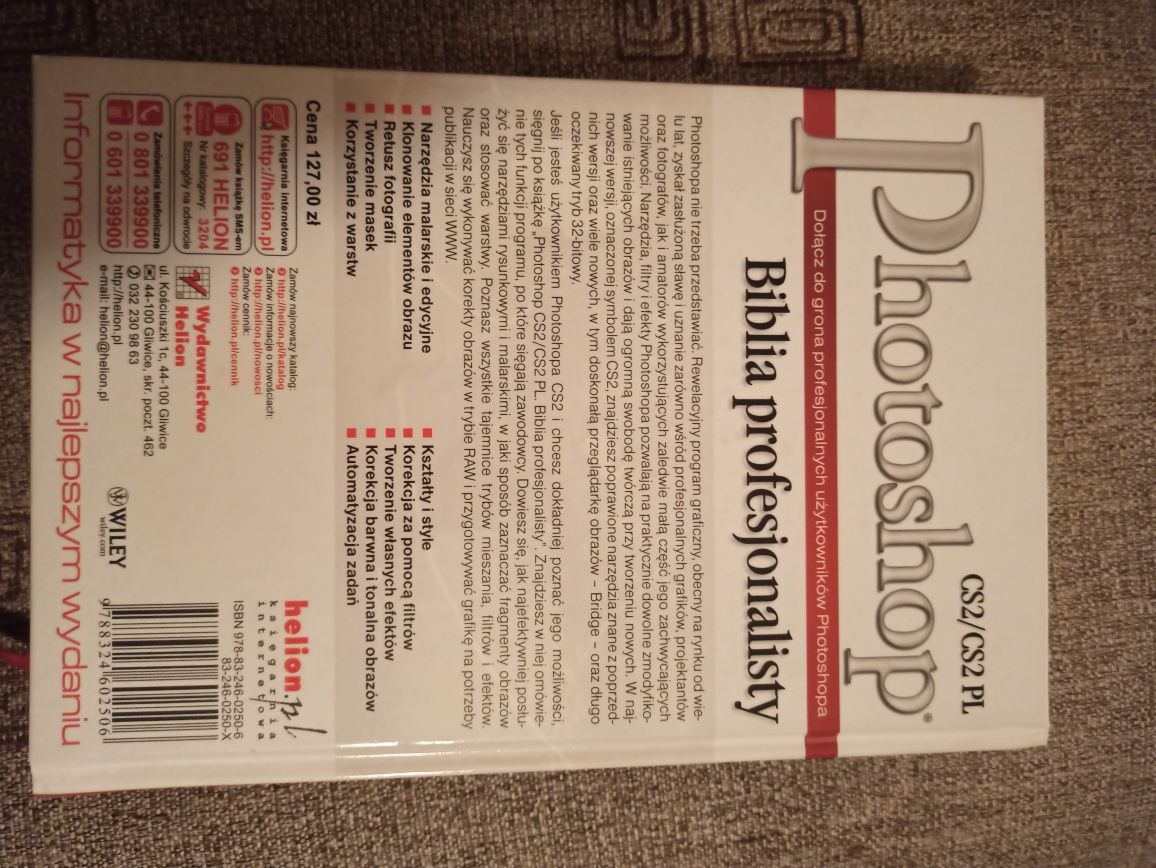 CS2/CS2 PL
Photoshop®
Dołącz do grona profesjonalnych użytkowników Photoshopa
Biblia profesjonalisty
Photoshopa nie trzeba przedstawiać. Rewelacyjny program graficzny, obecny na rynku od wie-
lu lat, zyskał zasłużoną sławę i uznanie zarówno wśród profesjonalnych grafików, projektantów
oraz fotografów, jak i amatorów wykorzystujących zaledwie małą część jego zachwycających
możliwości. Narzędzia, filtry i efekty Photoshopa pozwalają na praktycznie dowolne zmodyfiko-
wanie istniejących obrazów i dają ogromną swobodę twórczą przy tworzeniu nowych. W naj-
nowszej wersji, oznaczonej symbolem CS2, znajdziesz poprawione narzędzia znane z poprzed-
nich wersji oraz wiele nowych, w tym doskonałą przeglądarkę obrazów – Bridge – oraz długo
oczekiwany tryb 32-bitowy.
Jeśli jesteś użytkownikiem Photoshopa CS2 i chcesz dokładniej poznać jego możliwości,
sięgnij po książkę „Photoshop CS2/CS2 PL. Biblia profesjonalisty”. Znajdziesz w niej omówie-
nie tych funkcji programu, po które sięgają zawodowcy. Dowiesz się, jak najefektywniej posłu-
żyć się narzędziami rysunkowymi i malarskimi, w jaki sposób zaznaczać fragmenty obrazów
oraz stosować warstwy. Poznasz wszystkie tajemnice trybów mieszania, filtrów i efektów.
Nauczysz się wykonywać korekty obrazów w trybie RAW i przygotowywać grafikę na potrzeby
publikacji w sieci WWW.
Narzędzia malarskie i edycyjne
Klonowanie elementów obrazu
Retusz fotografii
Tworzenie masek
Korzystanie z warstw
Kształty i style
Korekcja za pomocą filtrów
Tworzenie własnych efektów
Korekcja barwna i tonalna obrazów
Automatyzacja zadań
Cena 127,00 zł
Księgarnia internetowa
http://helion.pl
Zamów książkę SMS-em
691 HELION
Nr katalogowy: 3204
Szczegóły na odwrocie
Zamówienia telefoniczne
0 801 339900
0 601 339900
Zamów najnowszy katalog:
http://helion.pl/katalog
Zamów informacje o nowościach:
http://helion.pl/nowosci
Zamów cennik:
http://helion.pl/cennik
Wydawnictwo
Helion
ul. Kościuszki 1c, 44-100 Gliwice
44-100 Gliwice, skr. poczt. 462
032 230 98 63
http://helion.pl
e-mail: helion@helion.pl
WILEY
wiley.com
helion.pl
księgarnia
internetowa
ISBN 978-83-246-0250-6
83-246-0250-X
9 788324 602506
Informatyka w najlepszym wydaniu